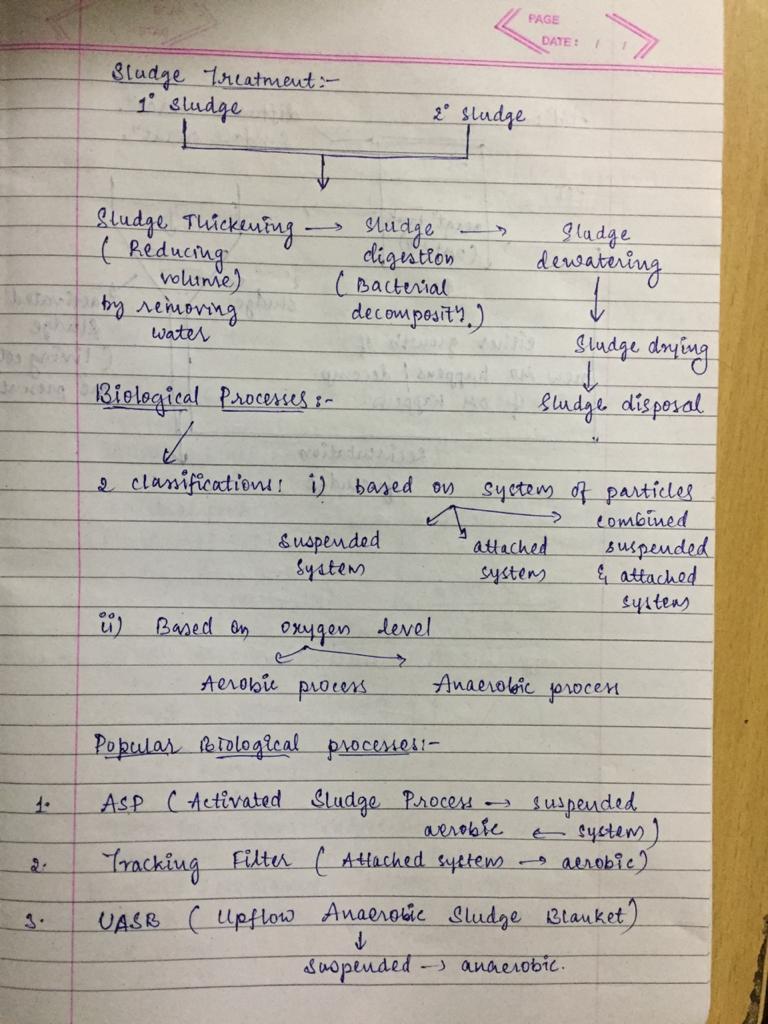 PAGE
DATE: / /
Sludge Treatment:-
1° Sludge 2° Sludge
Sludge Thickening → Sludge → Sludge
( Reducing digestion dewatering
volume) ( Bacterial
by removing
water
Sludge drying
Biological Processes :- Sludge disposal
2 classifications: i) based on system of particles
combined
suspended attached suspended
system system & attached
system
ii) Based on oxygen level
Aerobic process Anaerobic process
Popular Biological processes:-
1. ASP ( Activated Sludge Process → suspended
aerobic ← system)
2. Tracking Filter ( Attached system → aerobic)
3. UASB ( Upflow Anaerobic Sludge Blanket)
↓
Suspended → anaerobic.